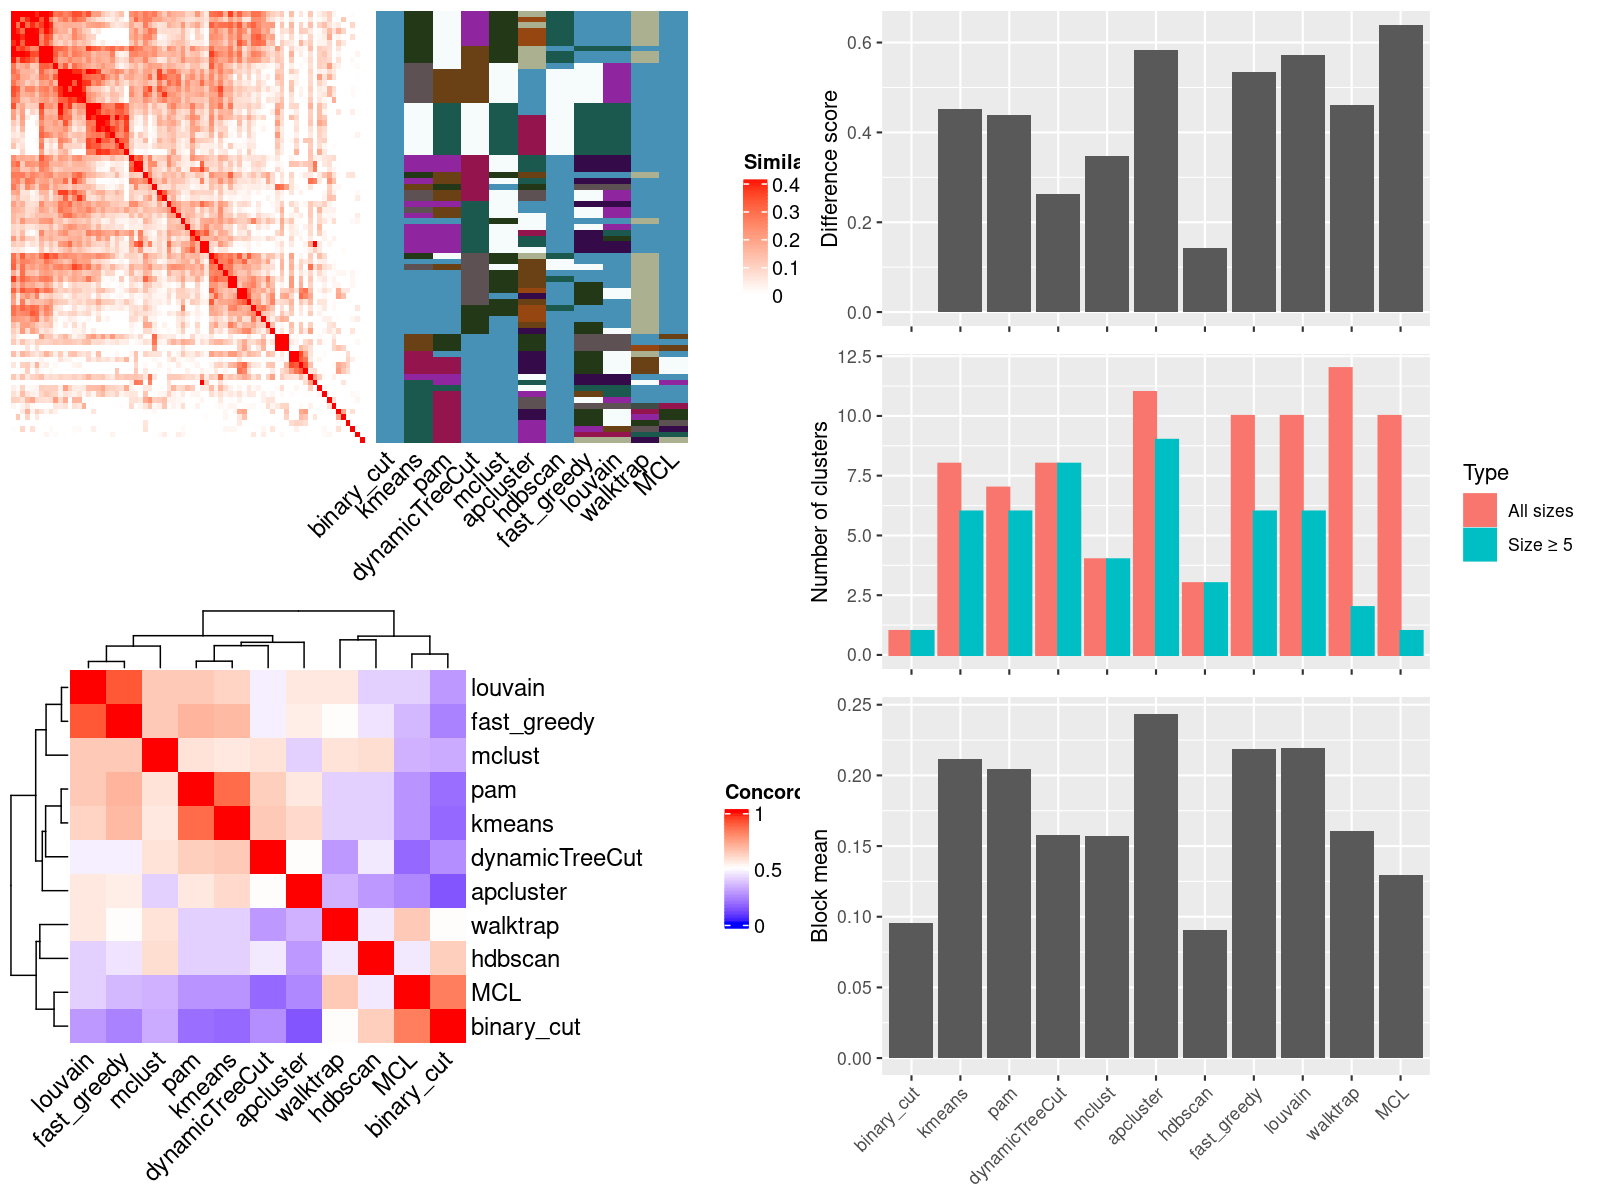 Simila
0.4
0.3
0.2
0.1
0
binary_cut
kmeans
pam
dynamicTreeCut
mclust
apcluster
hdbscan
fast_greedy
louvain
walktrap
MCL
louvain
fast_greedy
mclust
pam
kmeans
dynamicTreeCut
apcluster
walktrap
hdbscan
MCL
binary_cut
Concord
1
0.5
0
louvain
fast_greedy
mclust
pam
kmeans
dynamicTreeCut
apcluster
walktrap
hdbscan
MCL
binary_cut
Difference score
0.6
0.4
0.2
0.0
Number of clusters
12.5
10.0
7.5
5.0
2.5
0.0
Type
All sizes
Size ≥ 5
Block mean
0.25
0.20
0.15
0.10
0.05
0.00
binary_cut
kmeans
pam
dynamicTreeCut
mclust
apcluster
hdbscan
fast_greedy
louvain
walktrap
MCL